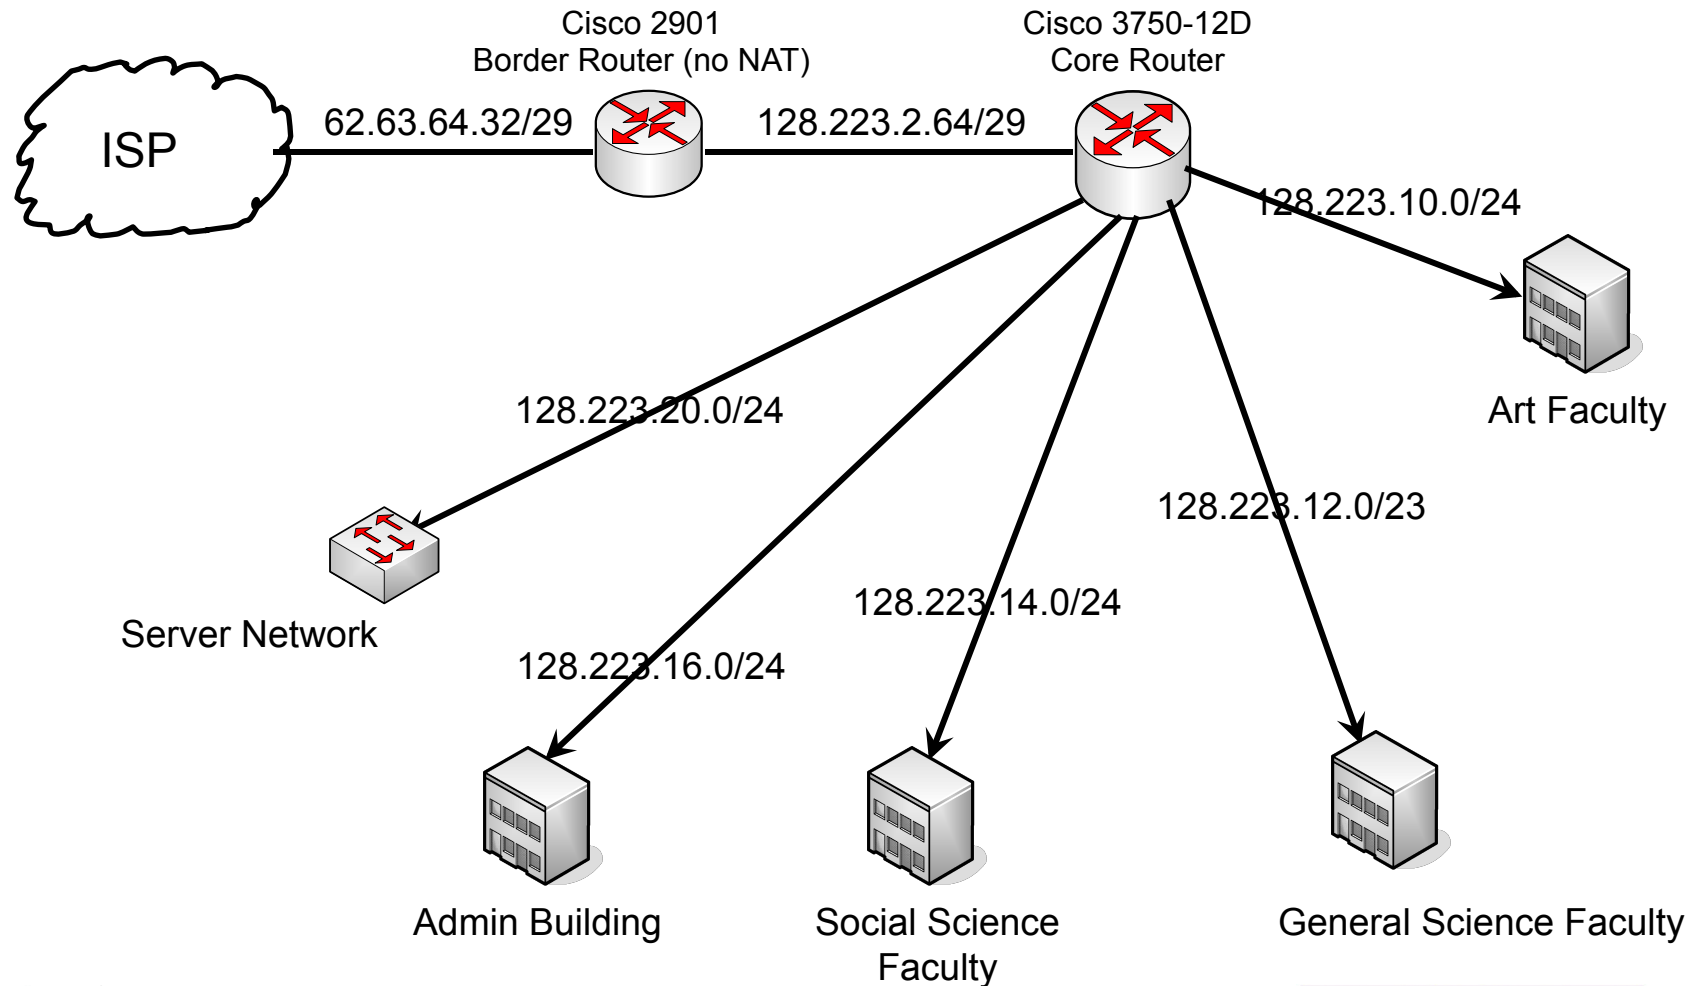 Cisco 2901
Border Router (no NAT)
Cisco 3750-12D
Core Router
ISP
62.63.64.32/29
128.223.2.64/29
128.223.10.0/24
Art Faculty
128.223.20.0/24
128.223.12.0/23
128.223.14.0/24
Server Network
128.223.16.0/24
Admin Building
Social Science
Faculty
General Science Faculty